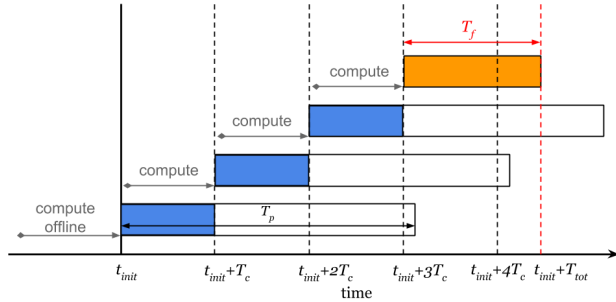 T_f
compute
compute
compute
T_p
compute
offline
t_init
t_init+T_c
t_init+2T_c
t_init+3T_c
t_init+4T_c
t_init+T_tot
time